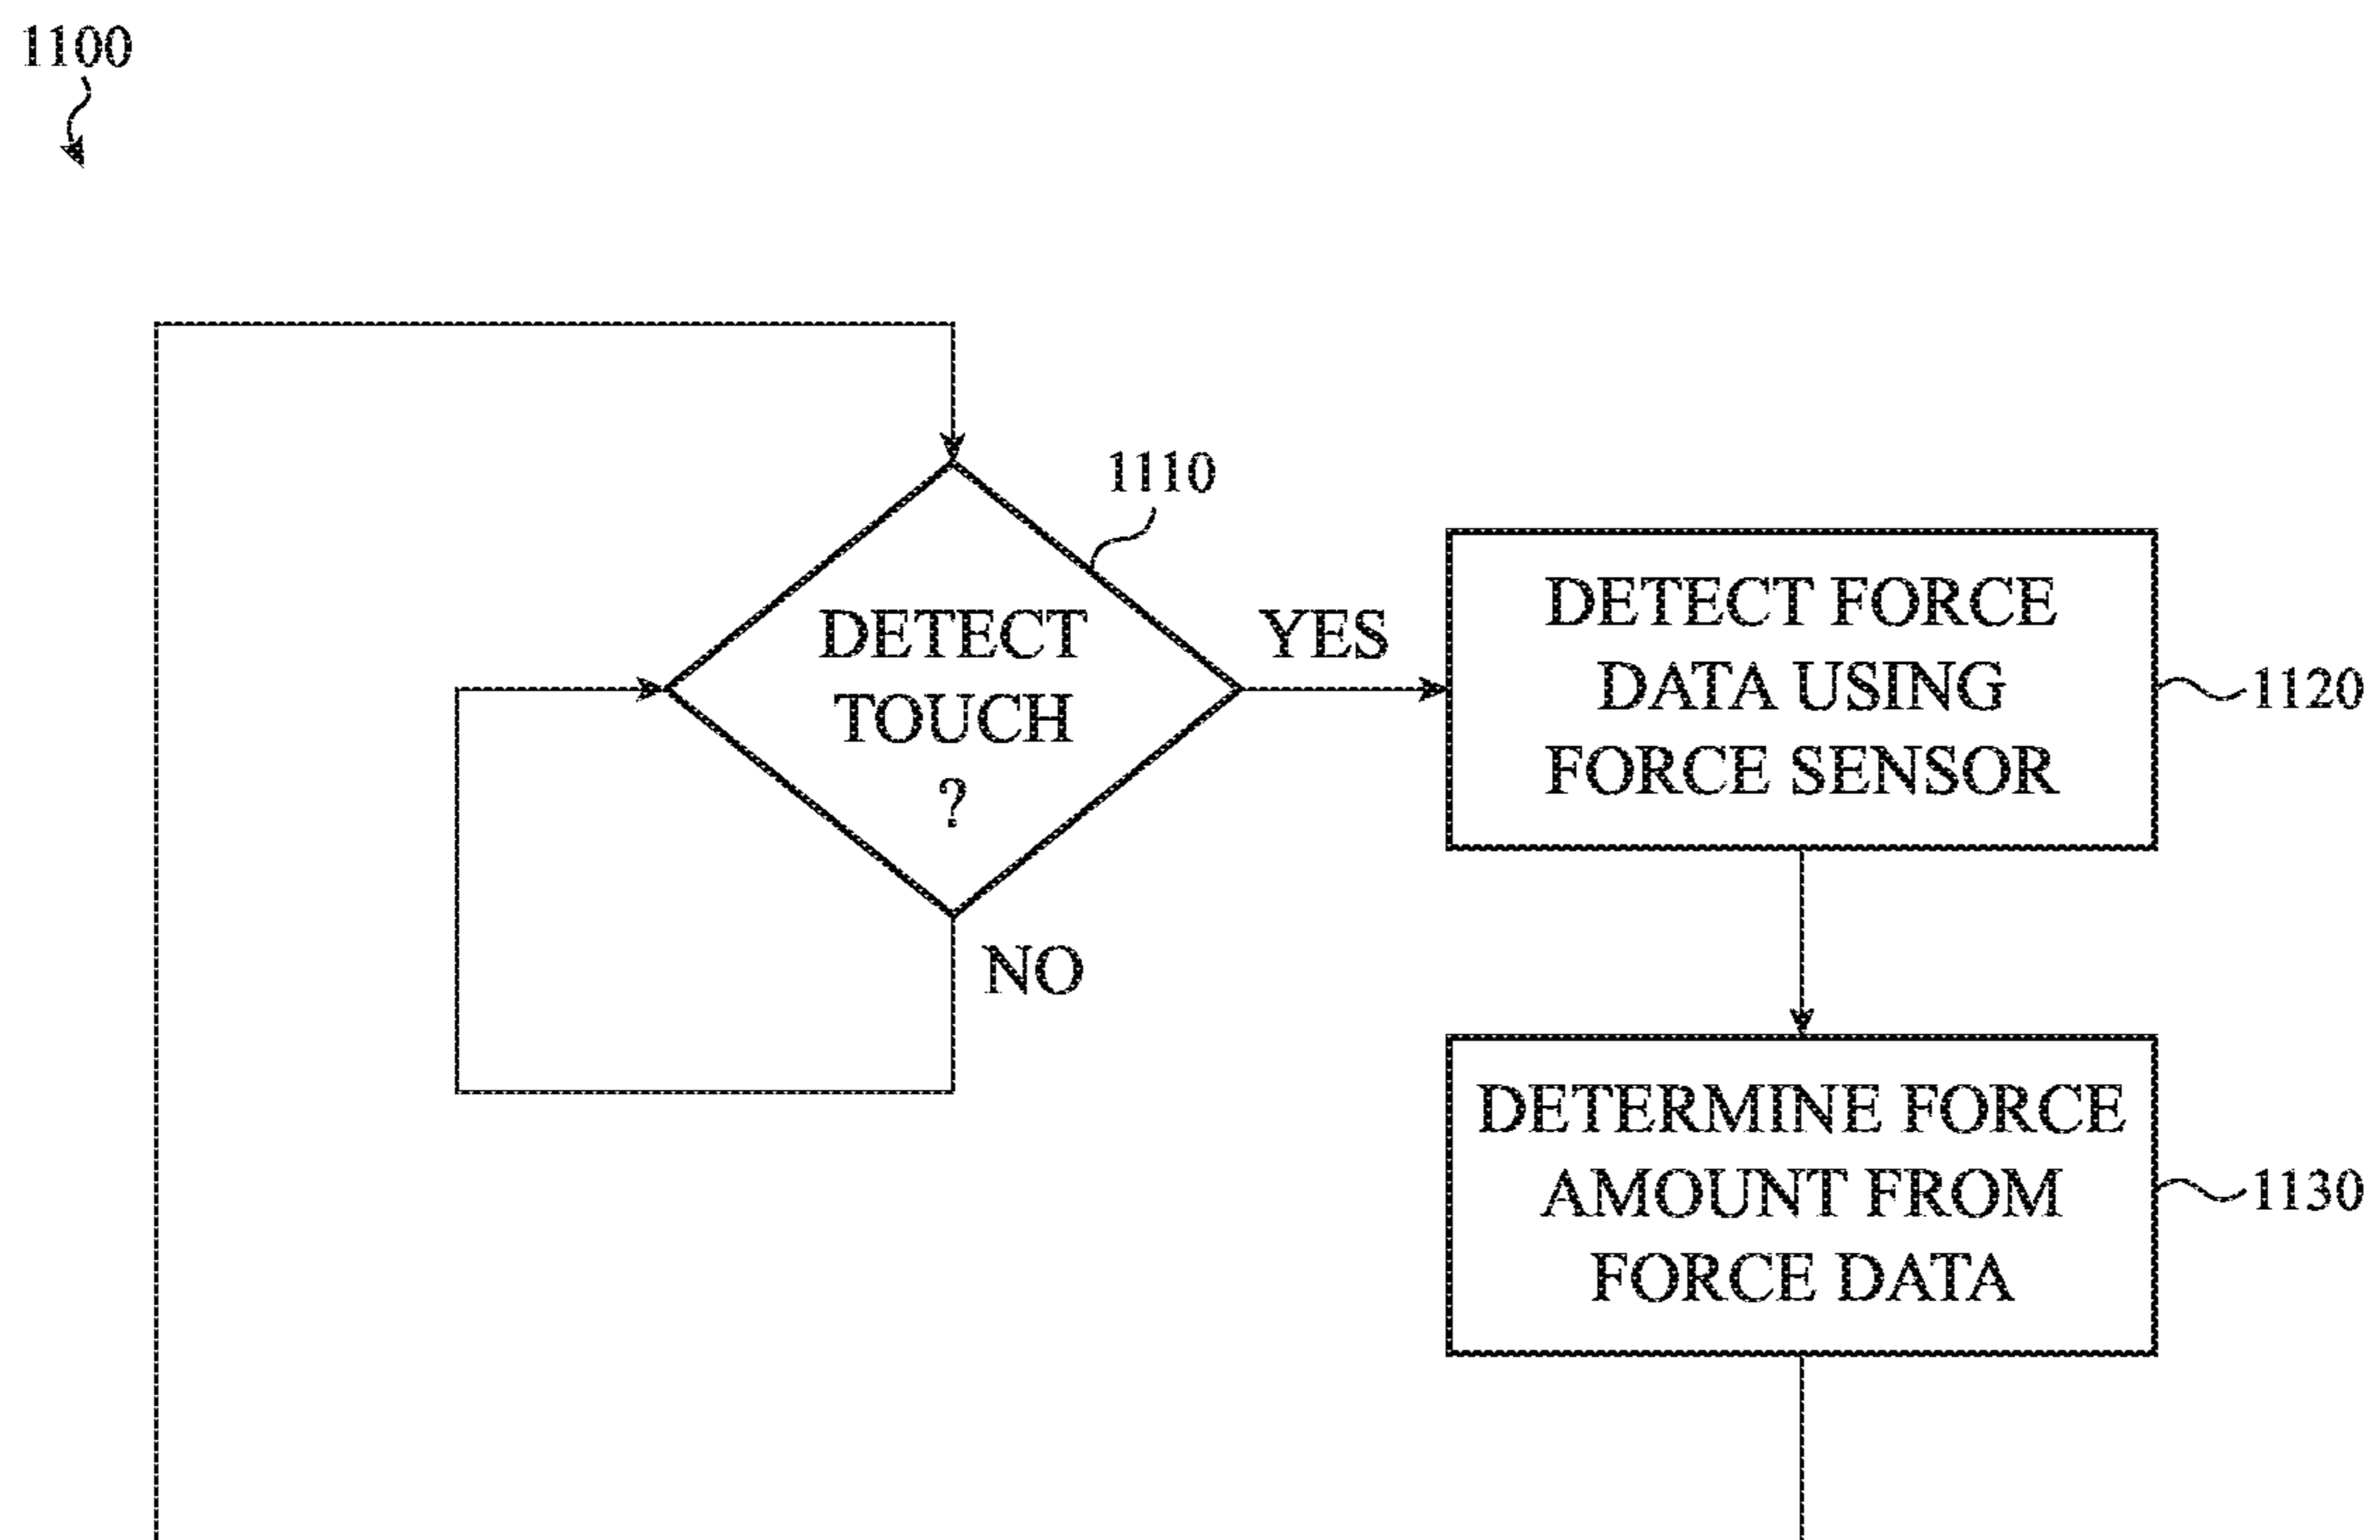 1100
1110
DETECT
TOUCH
?
YES
NO
DETECT FORCE
DATA USING
FORCE SENSOR
1120
DETERMINE FORCE
AMOUNT FROM
FORCE DATA
1130